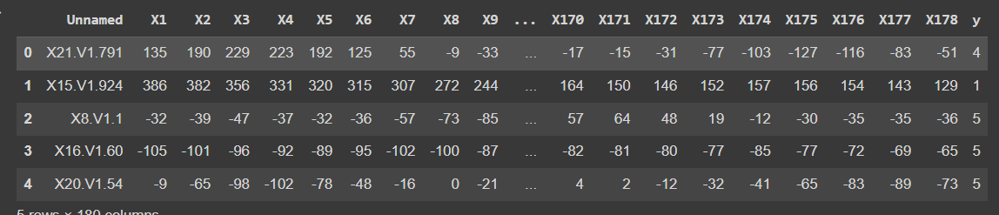 Unnamed X1 X2 X3 X4 X5 X6 X7 X8 X9 ... X170 X171 X172 X173 X174 X175 X176 X177 X178 y
0 X21.V1.791 135 190 229 223 192 125 55 -9 -33 ... -17 -15 -31 -77 -103 -127 -116 -83 -51 4
1 X15.V1.924 386 382 356 331 320 315 307 272 244 ... 164 150 146 152 157 156 154 143 129 1
2 X8.V1.1 -32 -39 -47 -37 -32 -36 -57 -73 -85 ... 57 64 48 19 -12 -30 -35 -35 -36 5
3 X16.V1.60 -105 -101 -96 -92 -89 -95 -102 -100 -87 ... -82 -81 -80 -77 -85 -77 -72 -69 -65 5
4 X20.V1.54 -9 -65 -98 -102 -78 -48 -16 0 -21 ... 4 2 -12 -32 -41 -65 -83 -89 -73 5
5 rows × 180 columns